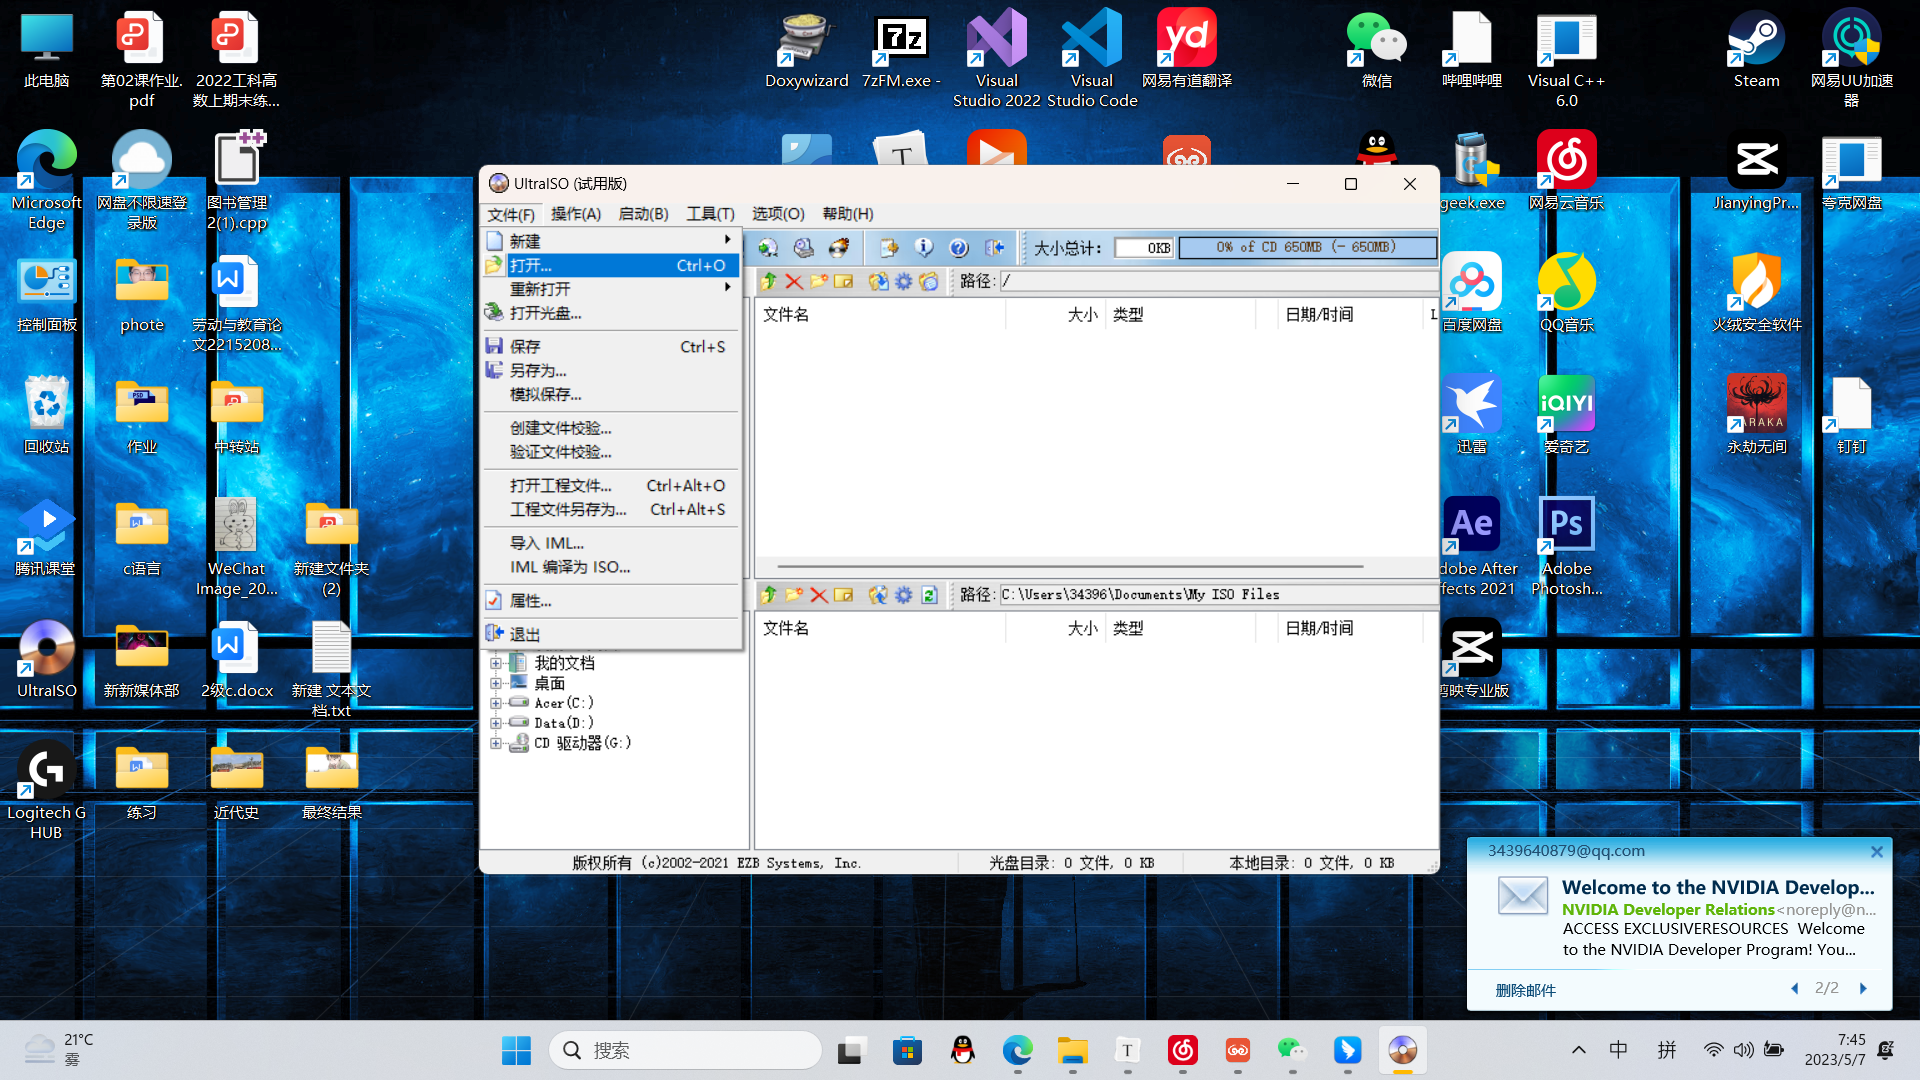 此电脑
第02课作业.
pdf
2022工科高
数上期末练...
Doxywizard
7zFM.exe -
Visual
Studio 2022
Visual
Studio Code
网易有道翻译
微信
哔哩哔哩
Visual C++
6.0
Steam
网易UU加速
器
Microsoft
Edge
网盘不限速登
录版
图书管理
2(1).cpp
geek.exe
网易云音乐
JianyingPr...
夸克网盘
控制面板
phote
劳动与教育论
文2215208...
百度网盘
QQ音乐
火绒安全软件
回收站
作业
中转站
迅雷
爱奇艺
永劫无间
钉钉
腾讯课堂
c语言
WeChat
Image_20...
新建文件夹
(2)
dobe After
ffects 2021
Adobe
Photosh...
UltraISO
新新媒体部
2级c.docx
新建 文本文
档.txt
剪映专业版
Logitech G
HUB
练习
近代史
最终结果
UltraISO (试用版)
文件(F) 操作(A) 启动(B) 工具(T) 选项(O) 帮助(H)
大小总计: 0KB 0% of CD 650MB (- 650MB)
新建
打开... Ctrl+O
重新打开
打开光盘...
保存 Ctrl+S
另存为...
模拟保存...
创建文件校验...
验证文件校验...
打开工程文件... Ctrl+Alt+O
工程文件另存为... Ctrl+Alt+S
导入 IML...
IML 编译为 ISO...
属性...
退出
路径: /
文件名 大小 类型 日期/时间 L
路径: C:\Users\34396\Documents\My ISO Files
文件名 大小 类型 日期/时间
我的文档
桌面
Acer(C:)
Data(D:)
CD 驱动器(G:)
版权所有 (c)2002-2021 EZB Systems, Inc.
光盘目录: 0 文件, 0 KB
本地目录: 0 文件, 0 KB
3439640879@qq.com
Welcome to the NVIDIA Develop...
NVIDIA Developer Relations<noreply@n...
ACCESS EXCLUSIVERESOURCES Welcome
to the NVIDIA Developer Program! You...
删除邮件
2/2
21°C
雾
搜索
中
拼
7:45
2023/5/7
7z
yd
T
iQIYI
Ae
Ps
PSD